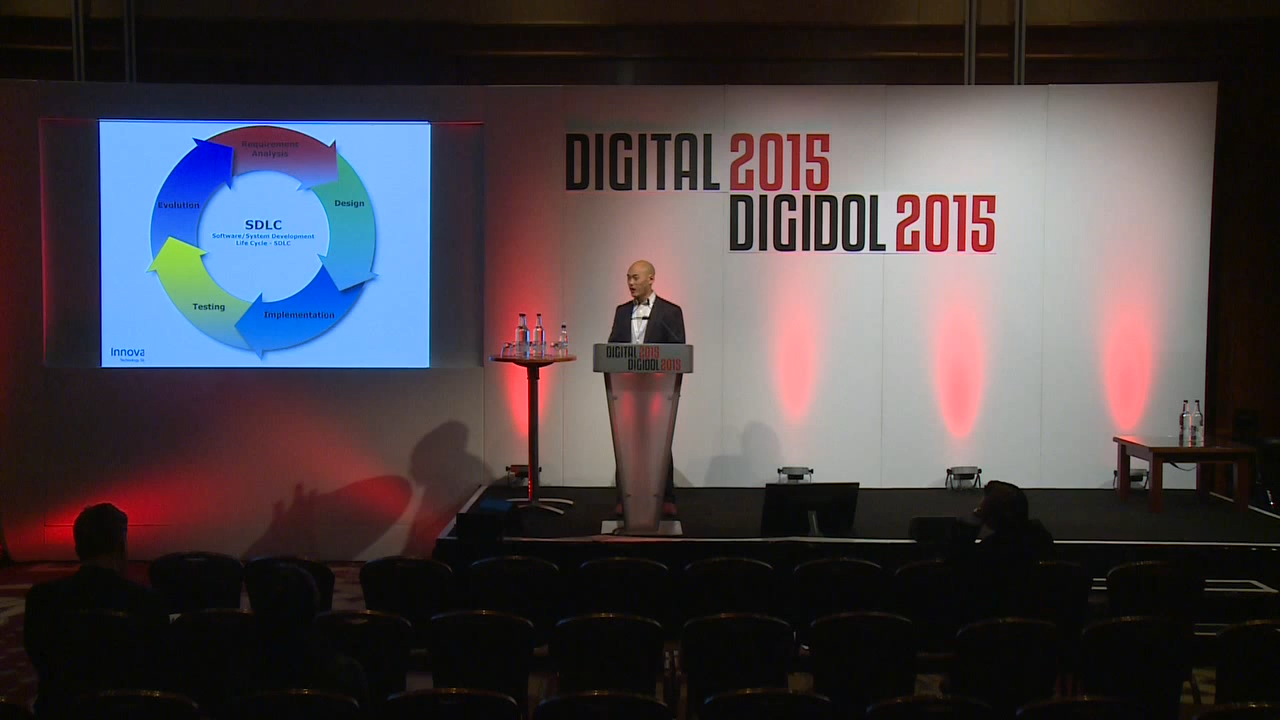 Requirement
Analysis
Evolution
Design
SDLC
Software/System Development
Life Cycle - SDLC
Testing
Implementation
Innova
DIGITAL 2015
DIGIDOL 2015
DIGITAL 2015
DIGIDOL 2015